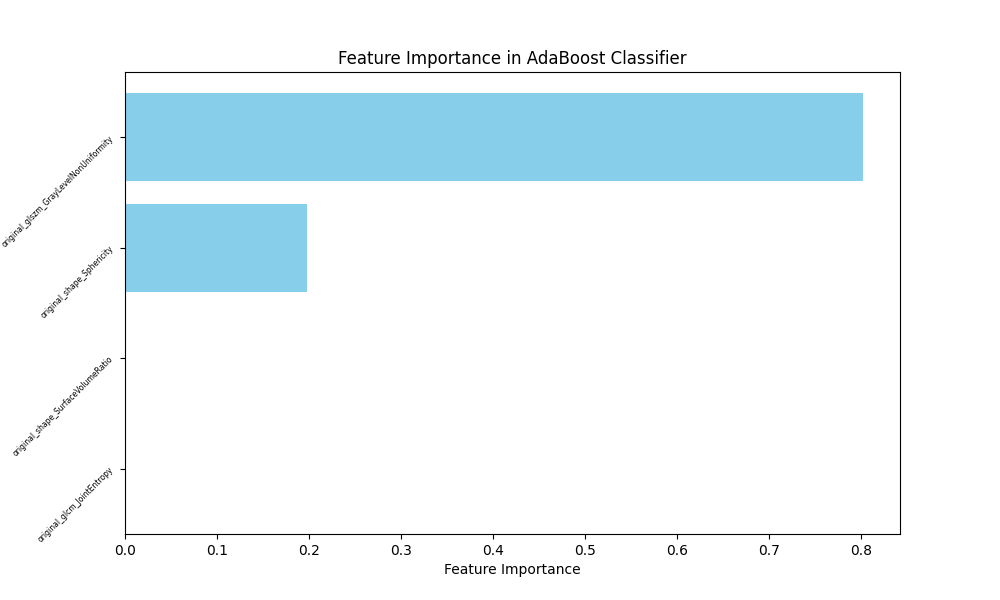 Feature Importance in AdaBoost Classifier
original_glszm_GrayLevelNonUniformity
original_shape_Sphericity
original_shape_SurfaceVolumeRatio
original_glcm_JointEntropy
0.0 0.1 0.2 0.3 0.4 0.5 0.6 0.7 0.8
Feature Importance